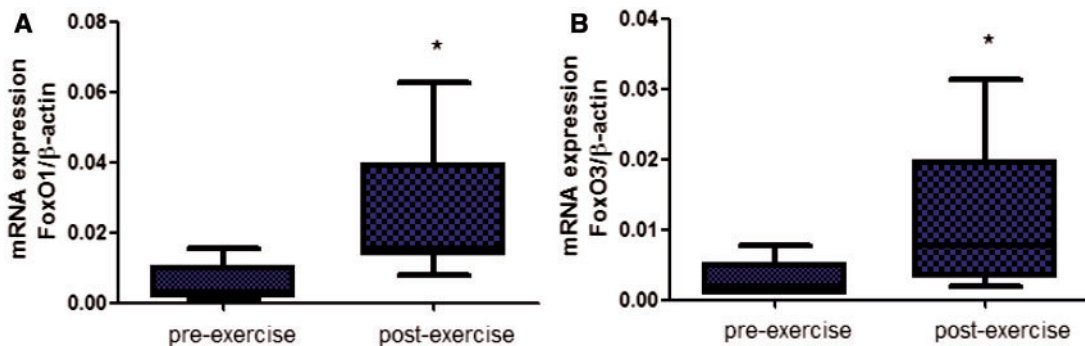 A
mRNA expression
FoxO1/β-actin
0.08
0.06
0.04
0.02
0.00
*
pre-exercise
post-exercise
B
mRNA expression
FoxO3/β-actin
0.04
0.03
0.02
0.01
0.00
*
pre-exercise
post-exercise